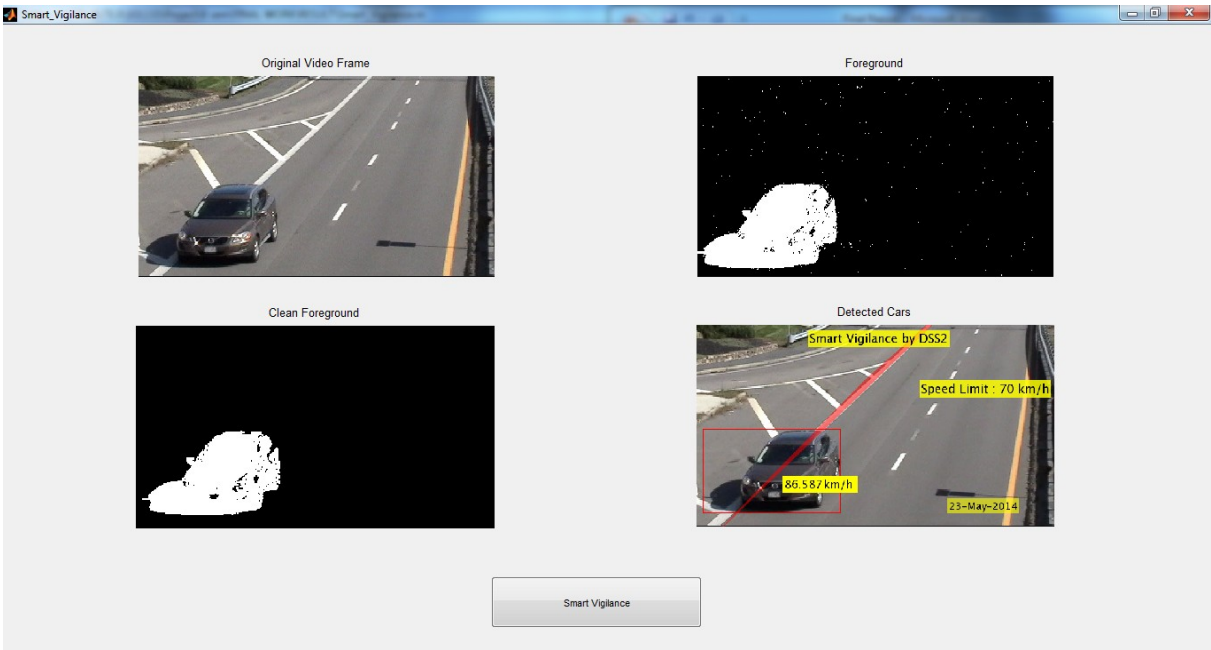 Smart_Vigilance
Original Video Frame
Foreground
Clean Foreground
Detected Cars
Smart Vigilance by DSS2
Speed Limit : 70 km/h
86.587 km/h
23-May-2014
Smart Vigilance